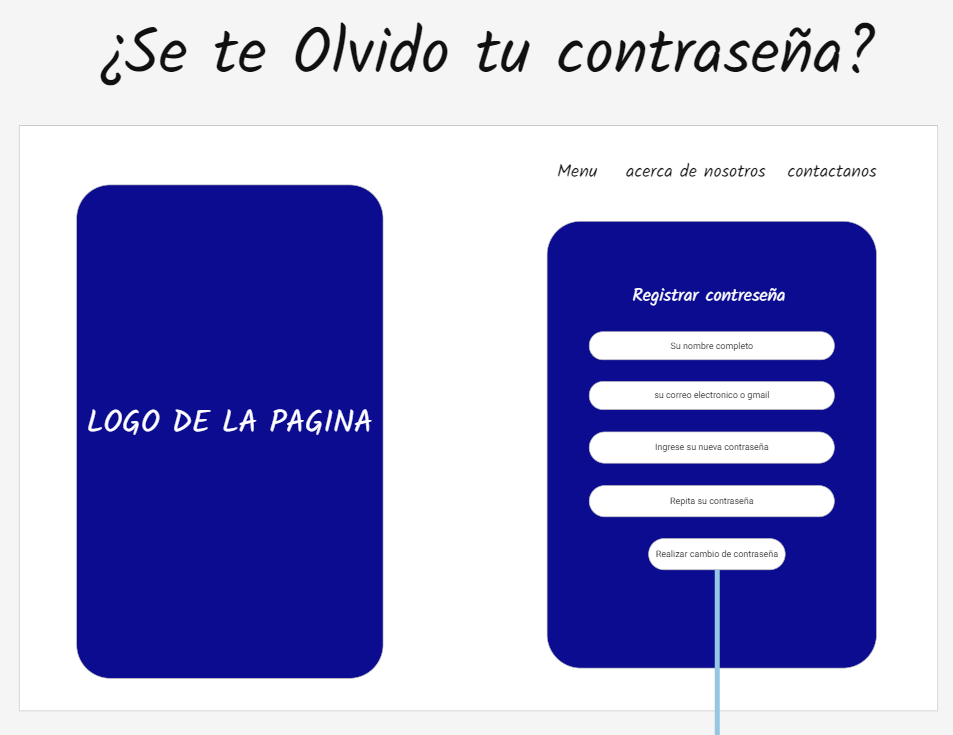 ¿Se te Olvido tu contraseña?
Menu acerca de nosotros contactanos
LOGO DE LA PAGINA
Registrar contreseña
Su nombre completo
su correo electronico o gmail
Ingrese su nueva contraseña
Repita su contraseña
Realizar cambio de contraseña